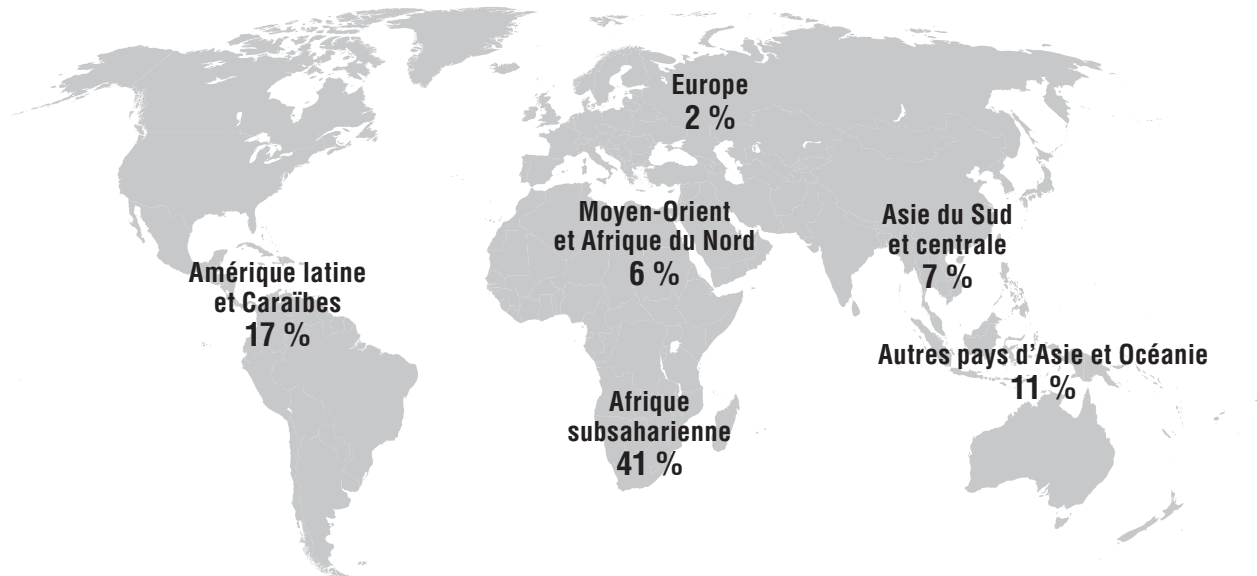 Europe
2 %
Moyen-Orient
et Afrique du Nord
6 %
Asie du Sud
et centrale
7 %
Amérique latine
et Caraïbes
17 %
Autres pays d’Asie et Océanie
11 %
Afrique
subsaharienne
41 %